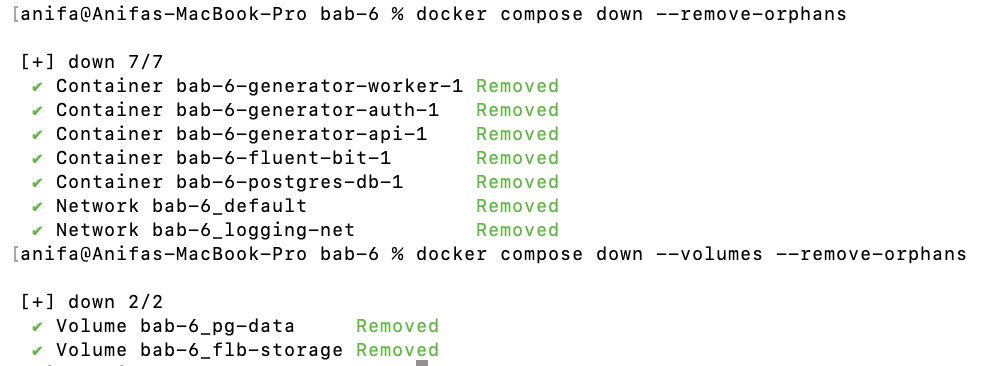 [anifa@Anifas-MacBook-Pro bab-6 % docker compose down --remove-orphans
[+] down 7/7
✔ Container bab-6-generator-worker-1 Removed
✔ Container bab-6-generator-auth-1 Removed
✔ Container bab-6-generator-api-1 Removed
✔ Container bab-6-fluent-bit-1 Removed
✔ Container bab-6-postgres-db-1 Removed
✔ Network bab-6_default Removed
✔ Network bab-6_logging-net Removed
[anifa@Anifas-MacBook-Pro bab-6 % docker compose down --volumes --remove-orphans
[+] down 2/2
✔ Volume bab-6_pg-data Removed
✔ Volume bab-6_flb-storage Removed